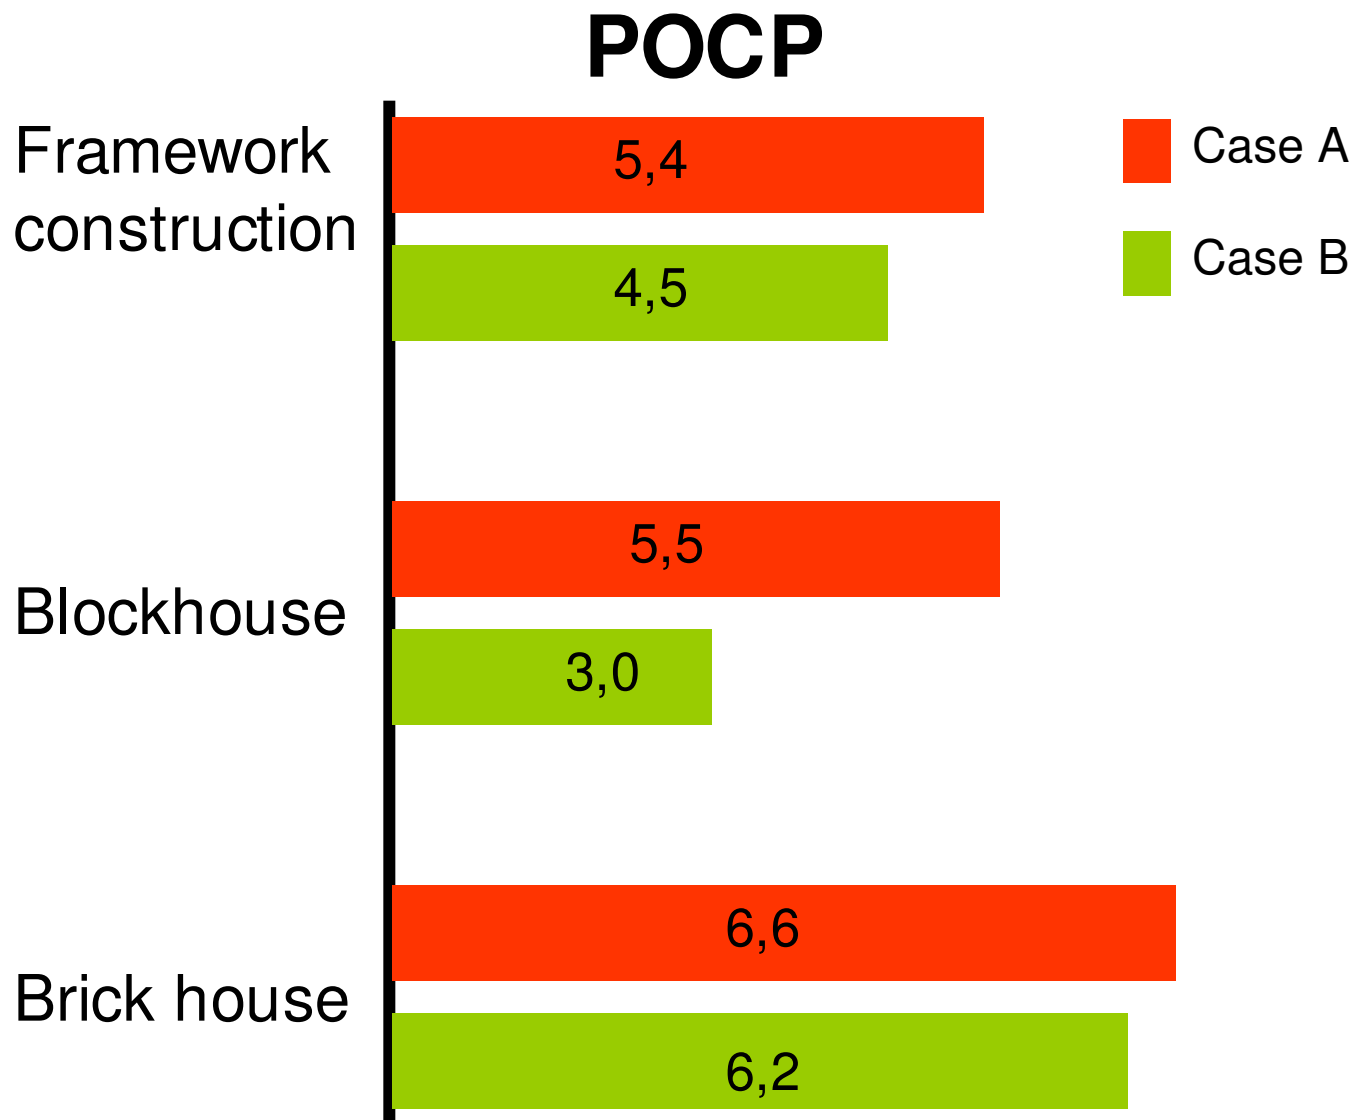 POCP
Framework
construction
5,4
4,5
Case A
Case B
Blockhouse
5,5
3,0
Brick house
6,6
6,2